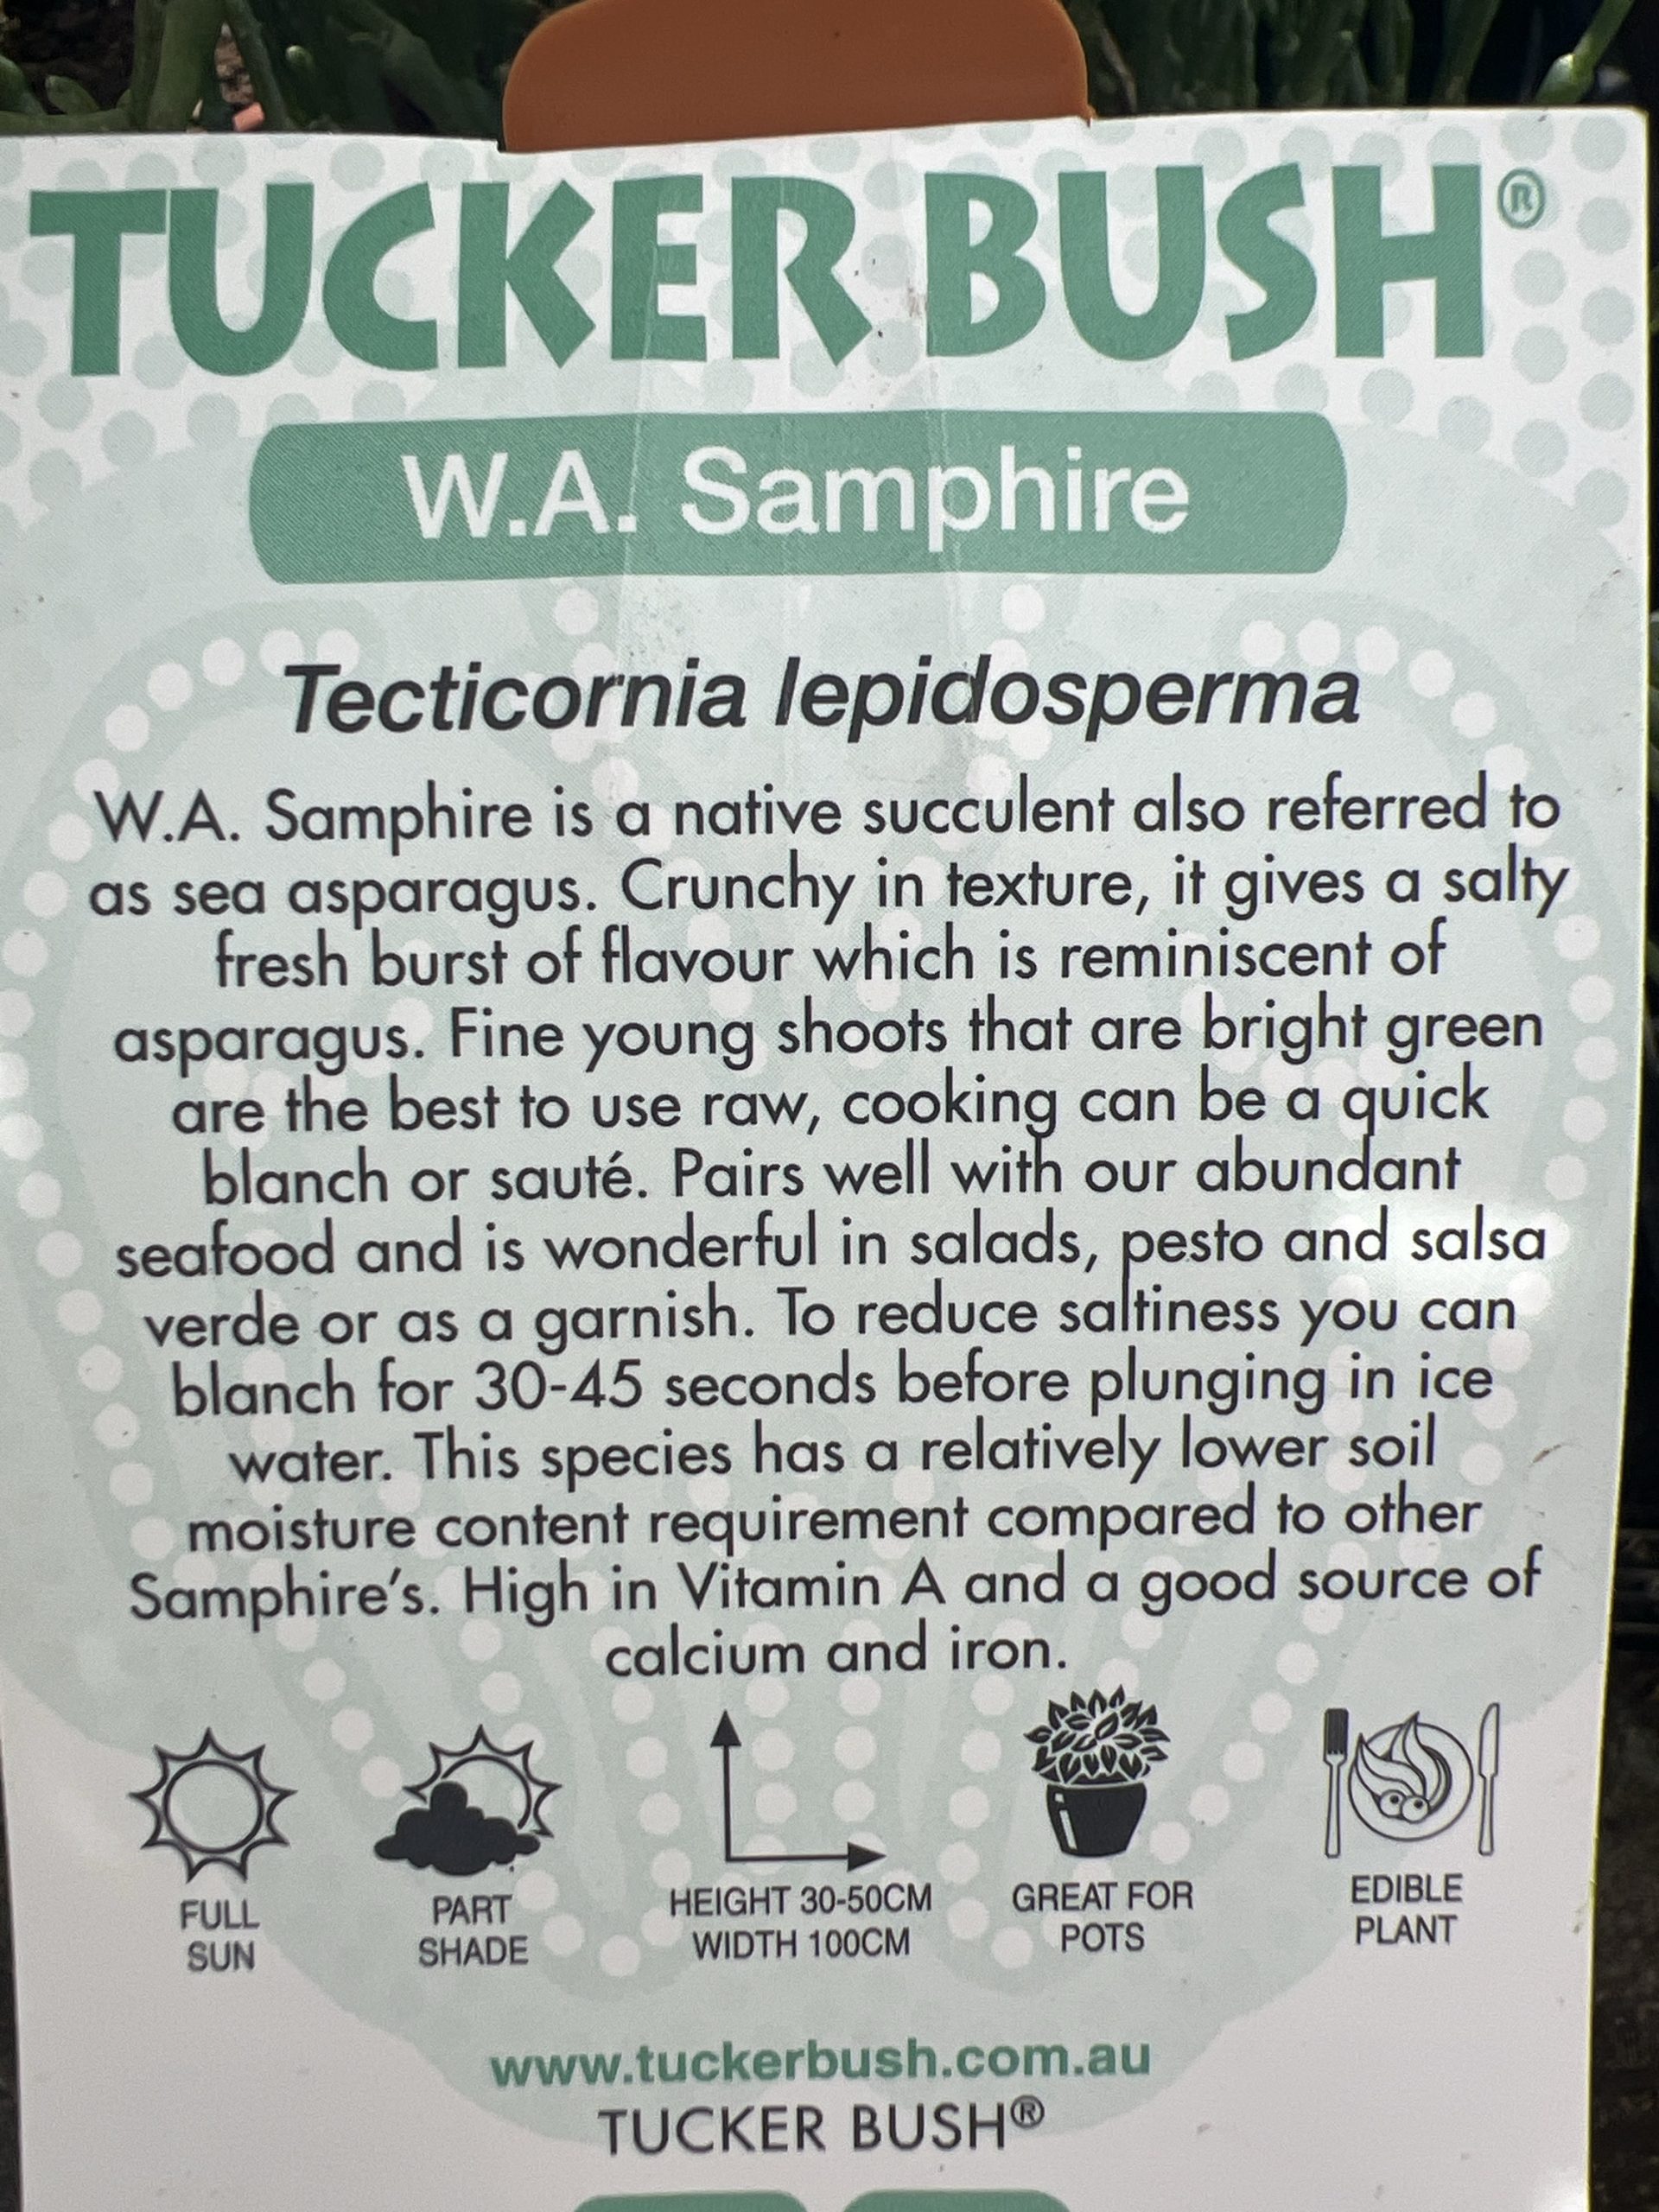 TUCKER BUSH®
W.A. Samphire
Tecticornia lepidosperma
W.A. Samphire is a native succulent also referred to
as sea asparagus. Crunchy in texture, it gives a salty
fresh burst of flavour which is reminiscent of
asparagus. Fine young shoots that are bright green
are the best to use raw, cooking can be a quick
blanch or sauté. Pairs well with our abundant
seafood and is wonderful in salads, pesto and salsa
verde or as a garnish. To reduce saltiness you can
blanch for 30-45 seconds before plunging in ice
water. This species has a relatively lower soil
moisture content requirement compared to other
Samphire's. High in Vitamin A and a good source of
calcium and iron.
FULL
SUN
PART
SHADE
HEIGHT 30-50CM
WIDTH 100CM
GREAT FOR
POTS
EDIBLE
PLANT
www.tuckerbush.com.au
TUCKER BUSH®